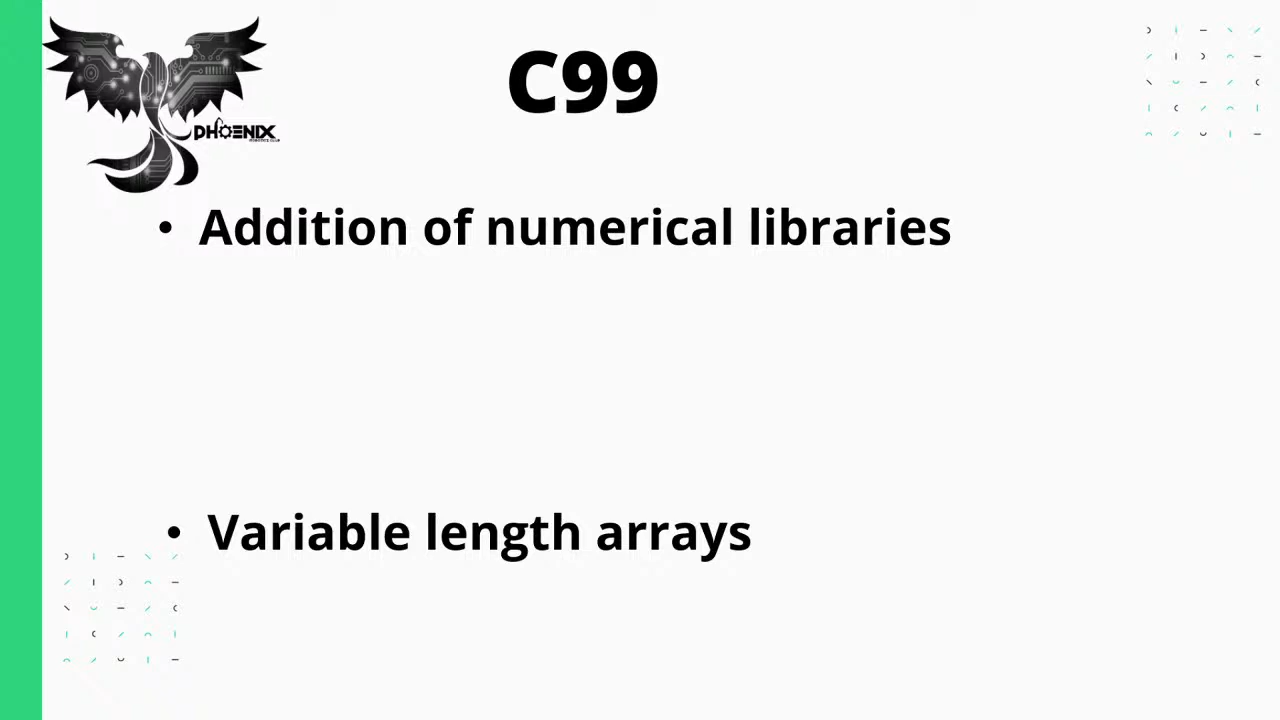 C99
PHOENIX
• Addition of numerical libraries
• Variable length arrays